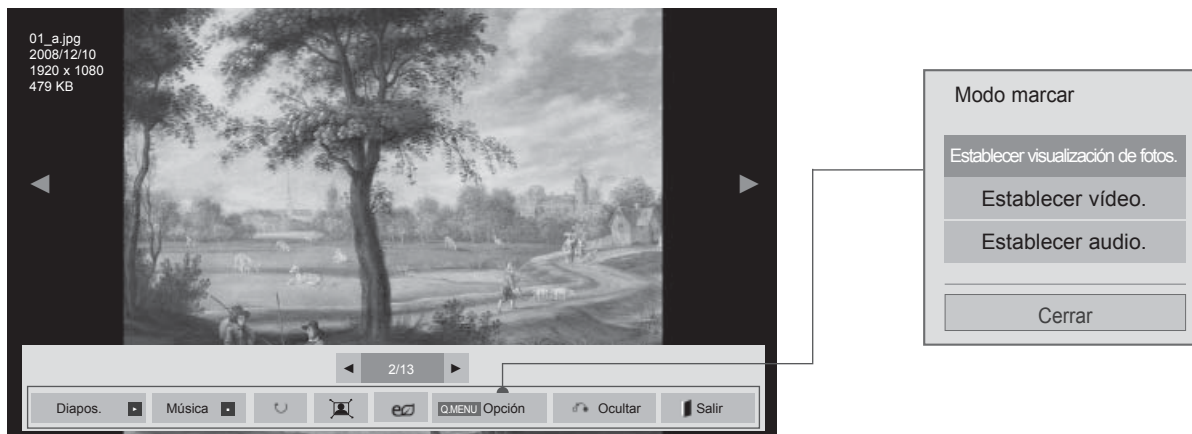 01_a.jpg
2008/12/10
1920 x 1080
479 KB
2/13
Diapos.
Música
Q.MENU Opción
Ocultar
Salir
Modo marcar
Establecer visualización de fotos.
Establecer vídeo.
Establecer audio.
Cerrar